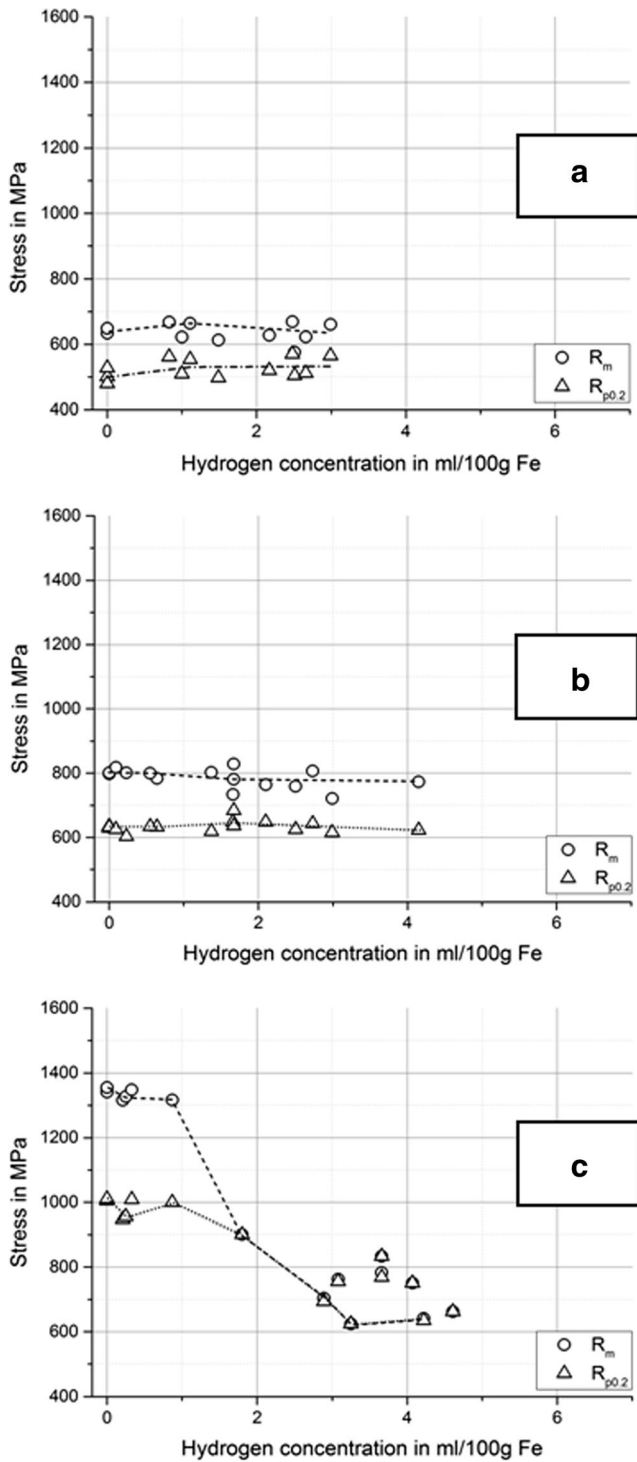 1600
1400
1200
1000
800
600
400
Stress in MPa
a
R_m
R_p0.2
0 2 4 6
Hydrogen concentration in ml/100g Fe
1600
1400
1200
1000
800
600
400
Stress in MPa
b
R_m
R_p0.2
0 2 4 6
Hydrogen concentration in ml/100g Fe
1600
1400
1200
1000
800
600
400
Stress in MPa
c
R_m
R_p0.2
0 2 4 6
Hydrogen concentration in ml/100g Fe